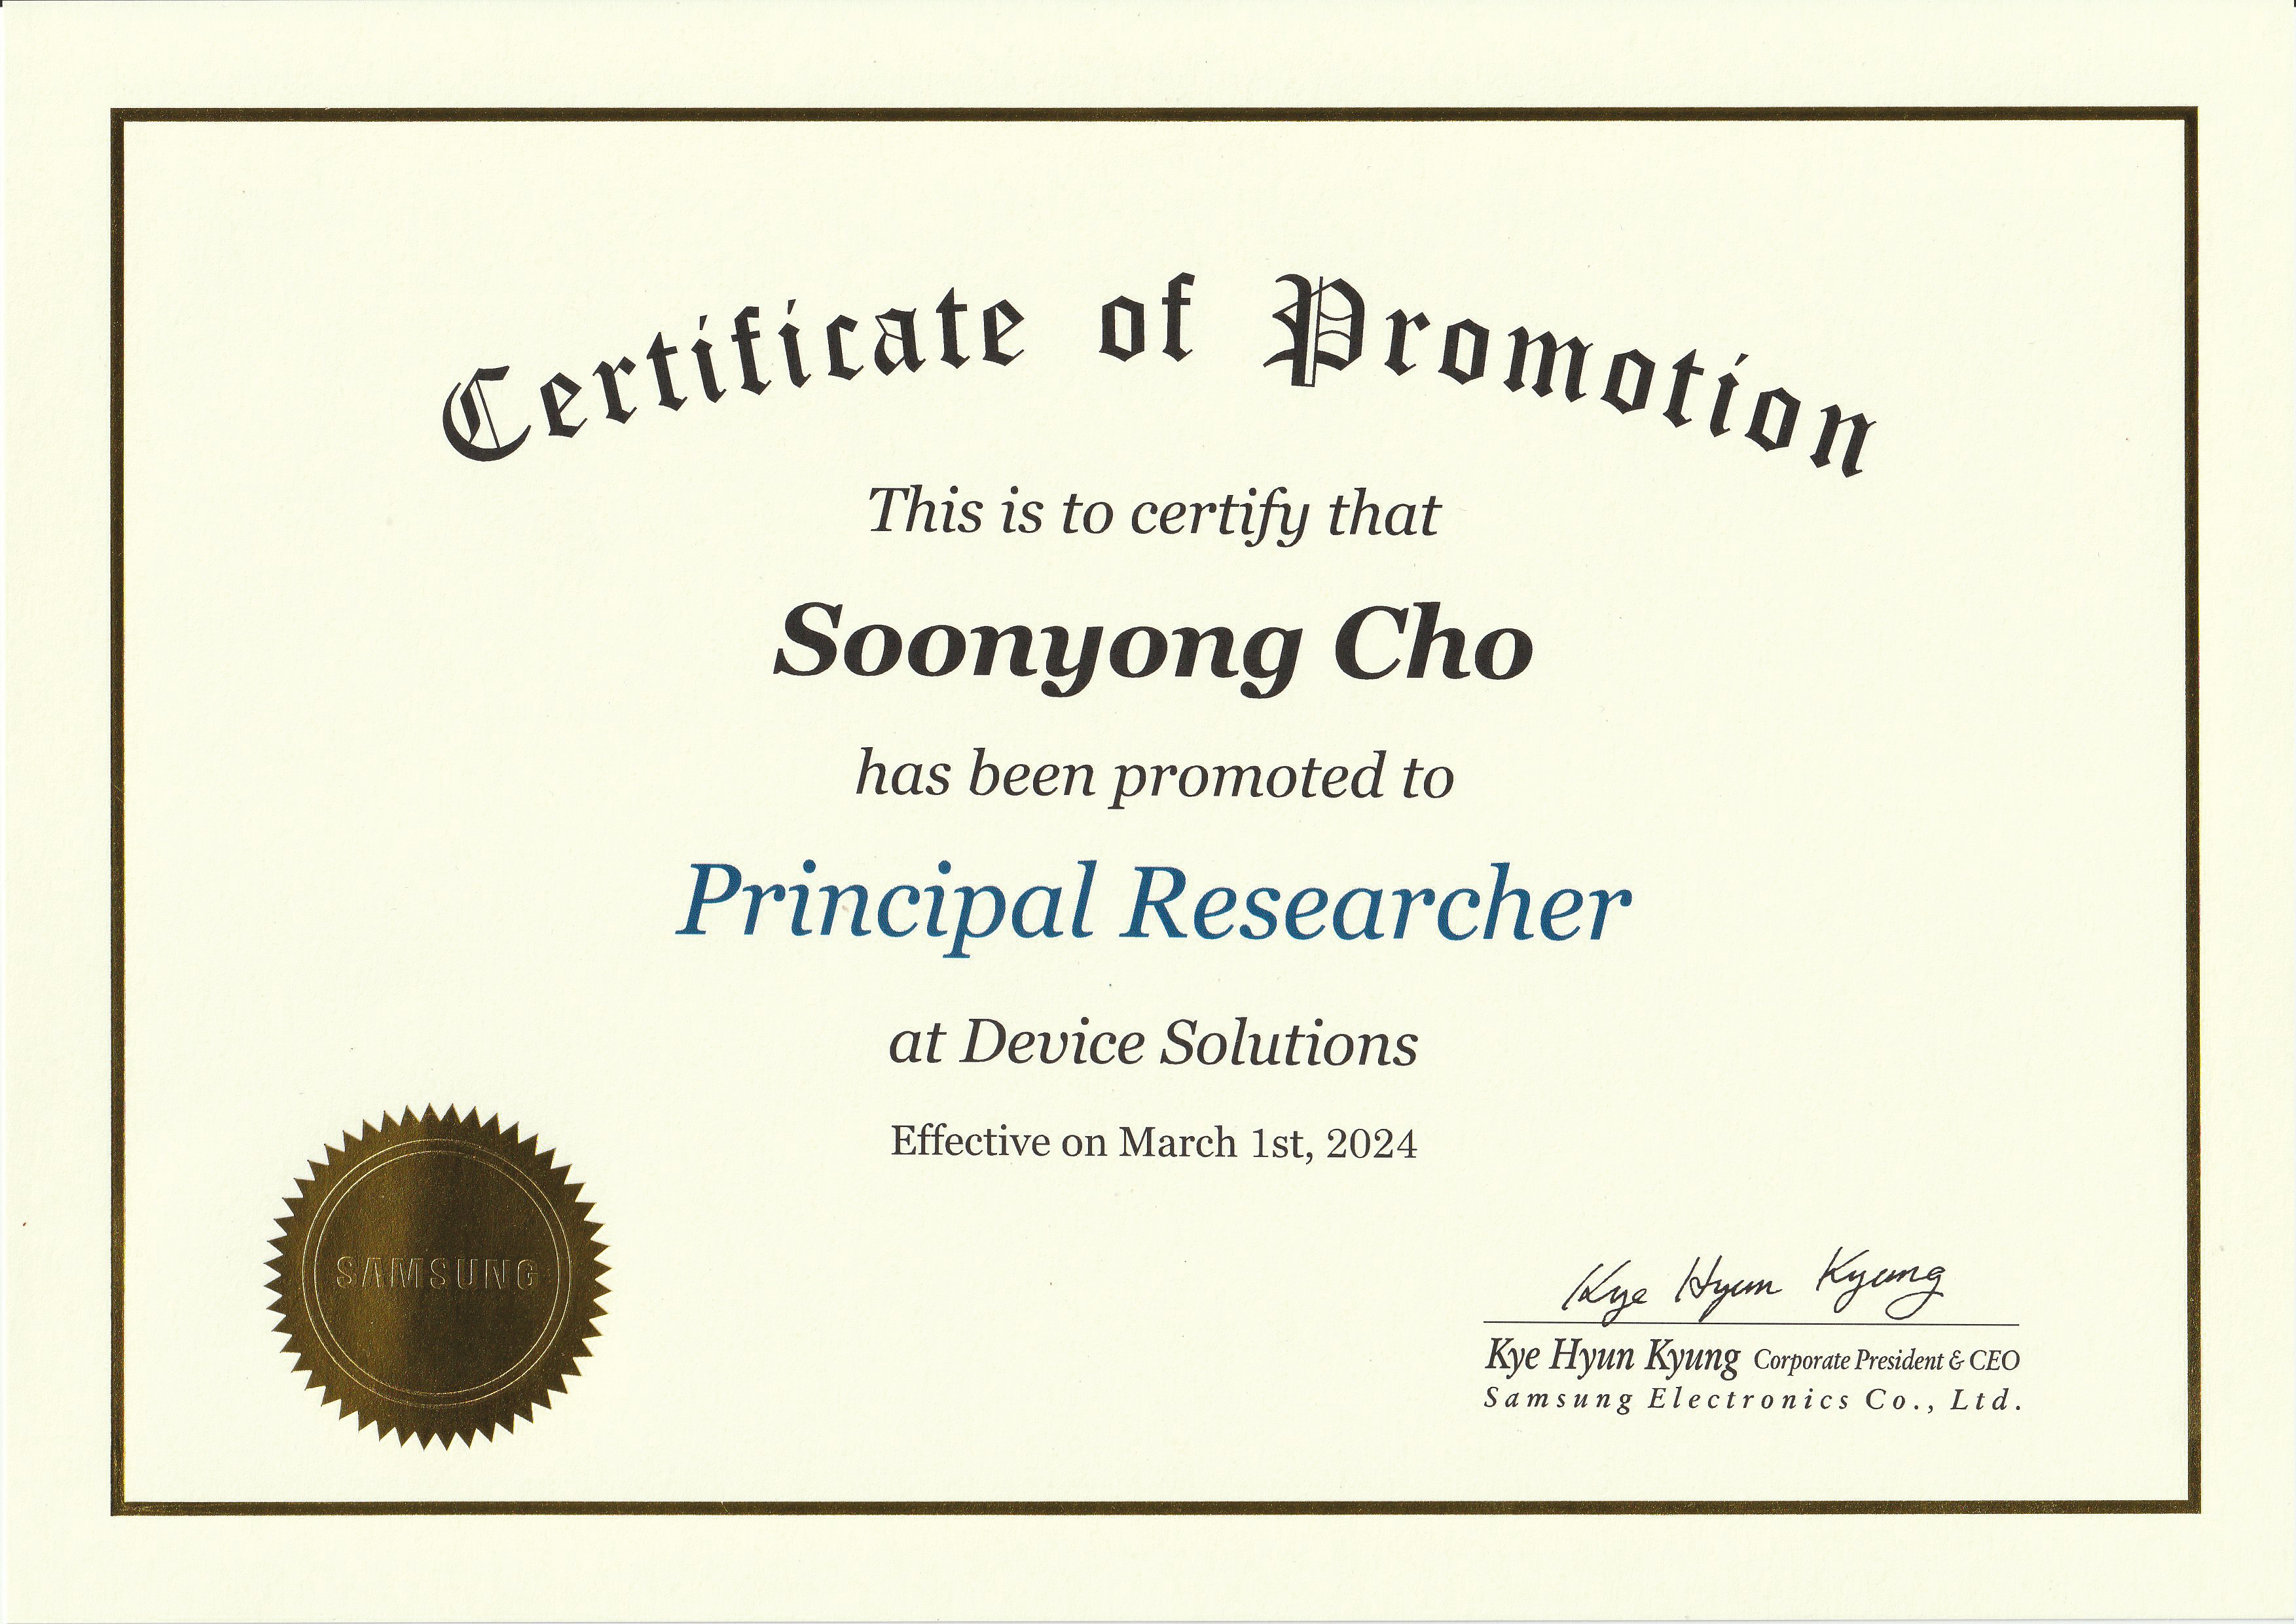 Certificate of Promotion
This is to certify that
Soonyong Cho
has been promoted to
Principal Researcher
at Device Solutions
Effective on March 1st, 2024
SAMSUNG
Kye Hyun Kyung
Kye Hyun Kyung Corporate President & CEO
Samsung Electronics Co., Ltd.